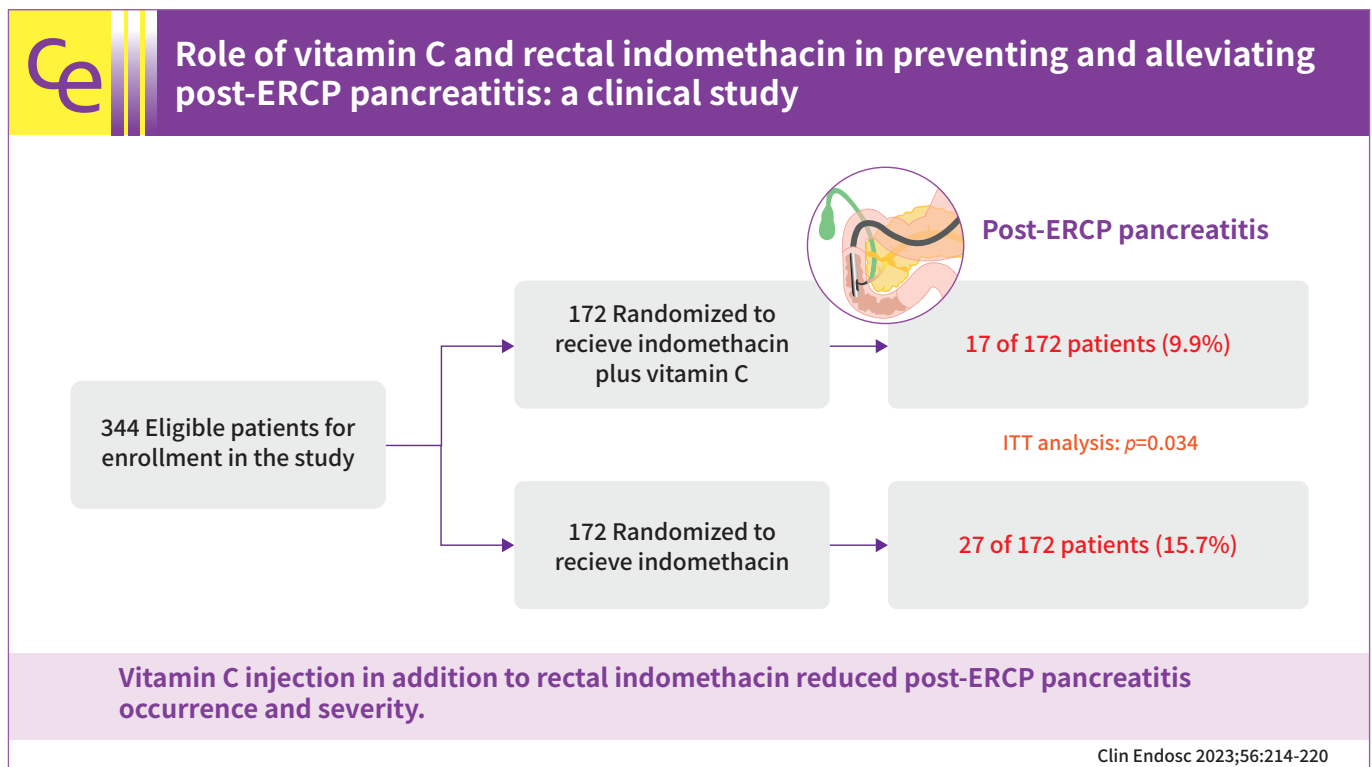 Ce
Role of vitamin C and rectal indomethacin in preventing and alleviating
post-ERCP pancreatitis: a clinical study
Post-ERCP pancreatitis
172 Randomized to
recieve indomethacin
plus vitamin C
17 of 172 patients (9.9%)
344 Eligible patients for
enrollment in the study
ITT analysis: p=0.034
172 Randomized to
recieve indomethacin
27 of 172 patients (15.7%)
Vitamin C injection in addition to rectal indomethacin reduced post-ERCP pancreatitis
occurrence and severity.
Clin Endosc 2023;56:214-220